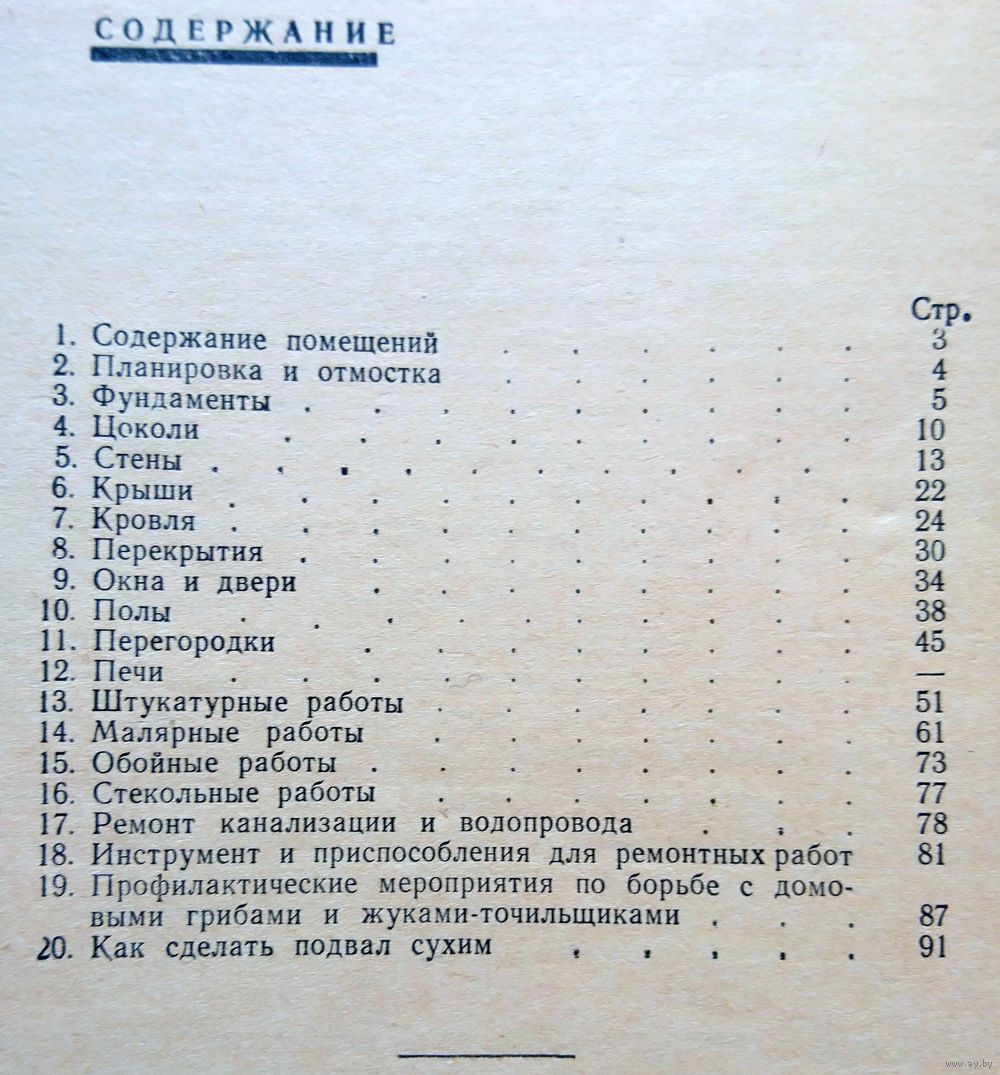 СОДЕРЖАНИЕ
Стр.
1. Содержание помещений . . . . . . 3
2. Планировка и отмостка . . . . . . 4
3. Фундаменты . . . . . . . . . 5
4. Цоколи . . . . . . . . . 10
5. Стены . . . . . . . . . . 13
6. Крыши . . . . . . . . . . 22
7. Кровля . . . . . . . . . . 24
8. Перекрытия . . . . . . . . . 30
9. Окна и двери . . . . . . . . 34
10. Полы . . . . . . . . . . 38
11. Перегородки . . . . . . . . 45
12. Печи . . . . . . . . . . —
13. Штукатурные работы . . . . . . . 51
14. Малярные работы . . . . . . . 61
15. Обойные работы . . . . . . . . 73
16. Стекольные работы . . . . . . . 77
17. Ремонт канализации и водопровода . . . 78
18. Инструмент и приспособления для ремонтных работ 81
19. Профилактические мероприятия по борьбе с домо-
выми грибами и жуками-точильщиками . . . 87
20. Как сделать подвал сухим . . . . . 91
www.ay.by